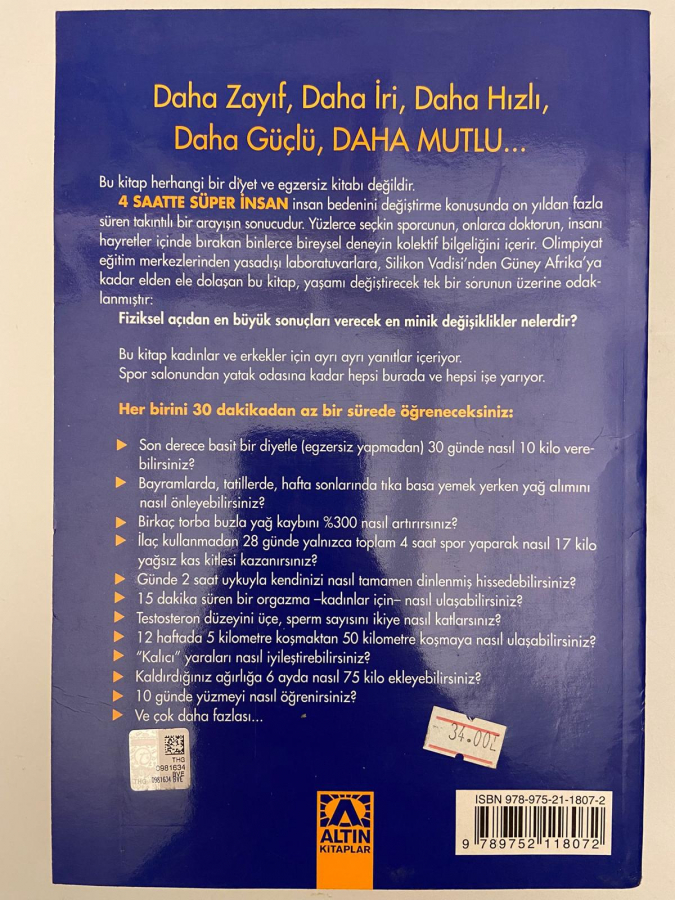 Daha Zayıf, Daha İri, Daha Hızlı,
Daha Güçlü, DAHA MUTLU...
Bu kitap herhangi bir diyet ve egzersiz kitabı değildir.
4 SAATTE SÜPER İNSAN insan bedenini değiştirme konusunda on yıldan fazla
süren takıntılı bir arayışın sonucudur. Yüzlerce seçkin sporcunun, onlarca doktorun, insanı
hayretler içinde bırakan binlerce bireysel deneyin kolektif bilgeliğini içerir. Olimpiyat
eğitim merkezlerinden yasadışı laboratuvarlara, Silikon Vadisi'nden Güney Afrika'ya
kadar elden ele dolaşan bu kitap, yaşamı değiştirecek tek bir sorunun üzerine odak-
lanmıştır:
Fiziksel açıdan en büyük sonuçları verecek en minik değişiklikler nelerdir?
Bu kitap kadınlar ve erkekler için ayrı ayrı yanıtlar içeriyor.
Spor salonundan yatak odasına kadar hepsi burada ve hepsi işe yarıyor.
Her birini 30 dakikadan az bir sürede öğreneceksiniz:
Son derece basit bir diyetle (egzersiz yapmadan) 30 günde nasıl 10 kilo vere-
bilirsiniz?
Bayramlarda, tatillerde, hafta sonlarında tıka basa yemek yerken yağ alımını
nasıl önleyebilirsiniz?
Birkaç torba buzla yağ kaybını %300 nasıl artırırsınız?
İlaç kullanmadan 28 günde yalnızca toplam 4 saat spor yaparak nasıl 17 kilo
yağsız kas kitlesi kazanırsınız?
Günde 2 saat uykuyla kendinizi nasıl tamamen dinlenmiş hissedebilirsiniz?
15 dakika süren bir orgazma –kadınlar için– nasıl ulaşabilirsiniz?
Testosteron düzeyini üçe, sperm sayısını ikiye nasıl katlarsınız?
12 haftada 5 kilometre koşmaktan 50 kilometre koşmaya nasıl ulaşabilirsiniz?
"Kalıcı" yaraları nasıl iyileştirebilirsiniz?
Kaldırdığınız ağırlığa 6 ayda nasıl 75 kilo ekleyebilirsiniz?
10 günde yüzmeyi nasıl öğrenirsiniz?
Ve çok daha fazlası...
34.00
THG
0981634
BVE
THG 0981634 BVE
ALTIN
KİTAPLAR
ISBN 978-975-21-1807-2
9 789752 118072